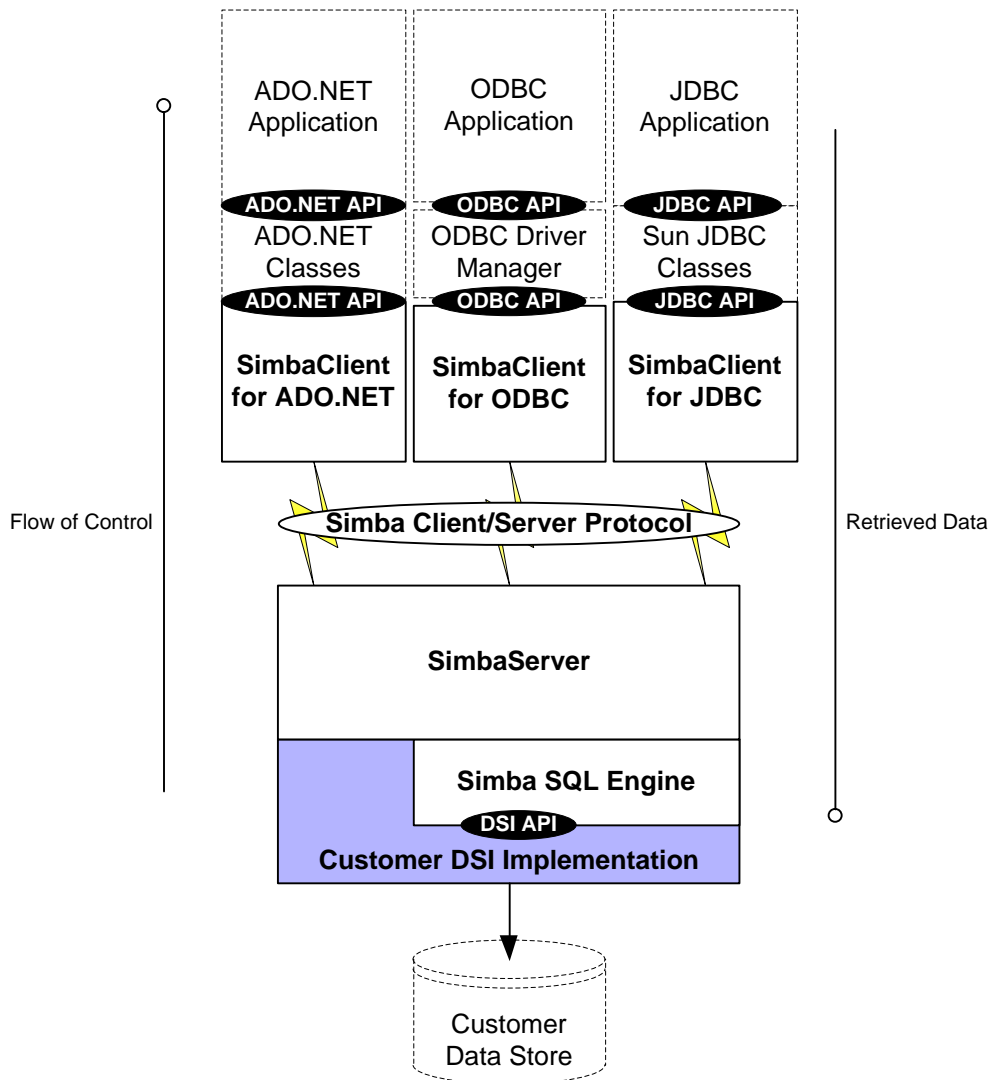 ADO.NET
Application
ODBC
Application
JDBC
Application
ADO.NET API
ODBC API
JDBC API
ADO.NET
Classes
ODBC Driver
Manager
Sun JDBC
Classes
ADO.NET API
ODBC API
JDBC API
SimbaClient
for ADO.NET
SimbaClient
for ODBC
SimbaClient
for JDBC
Flow of Control
Simba Client/Server Protocol
Retrieved Data
SimbaServer
Simba SQL Engine
DSI API
Customer DSI Implementation
Customer
Data Store